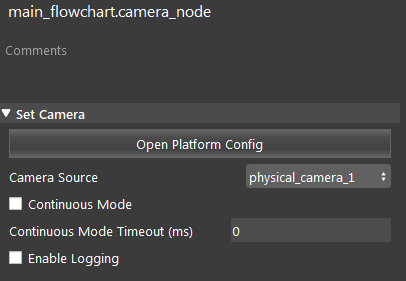 main_flowchart.camera_node
Comments
Set Camera
Open Platform Config
Camera Source physical_camera_1
Continuous Mode
Continuous Mode Timeout (ms) 0
Enable Logging